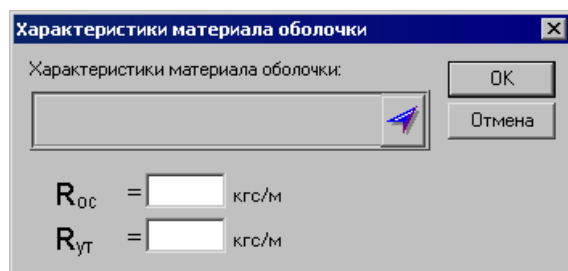 Характеристики материала оболочки
Характеристики материала оболочки:
OK
Отмена
Rос = кгс/м
Rут = кгс/м